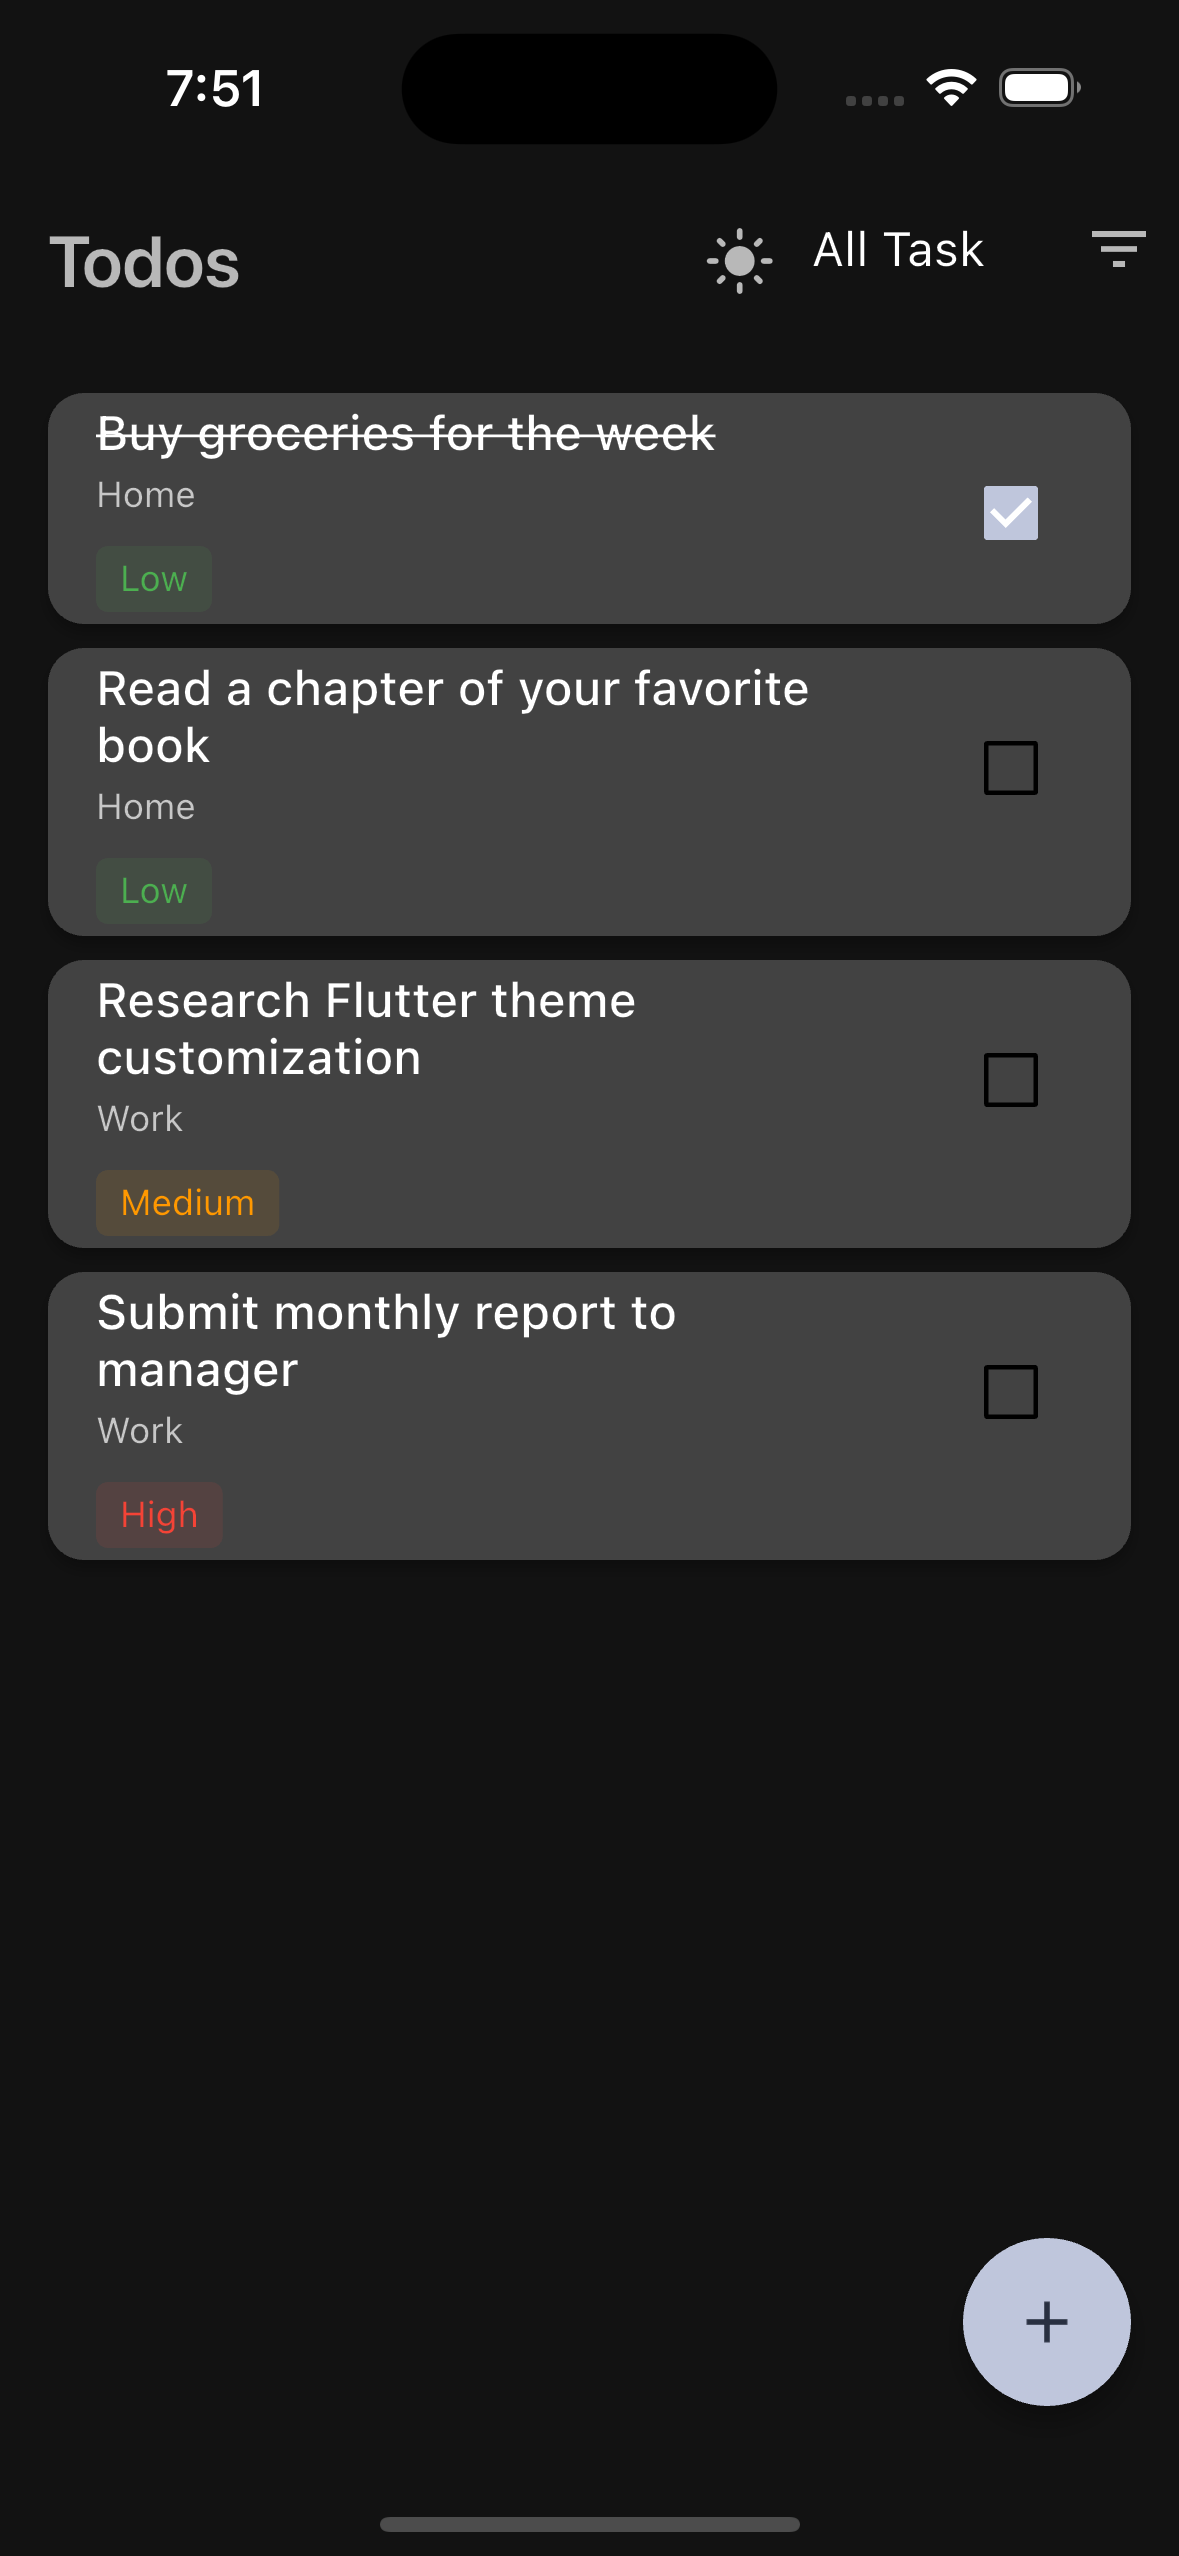 7:51
Todos
All Task
Buy groceries for the week
Home
Low
Read a chapter of your favorite
book
Home
Low
Research Flutter theme
customization
Work
Medium
Submit monthly report to
manager
Work
High